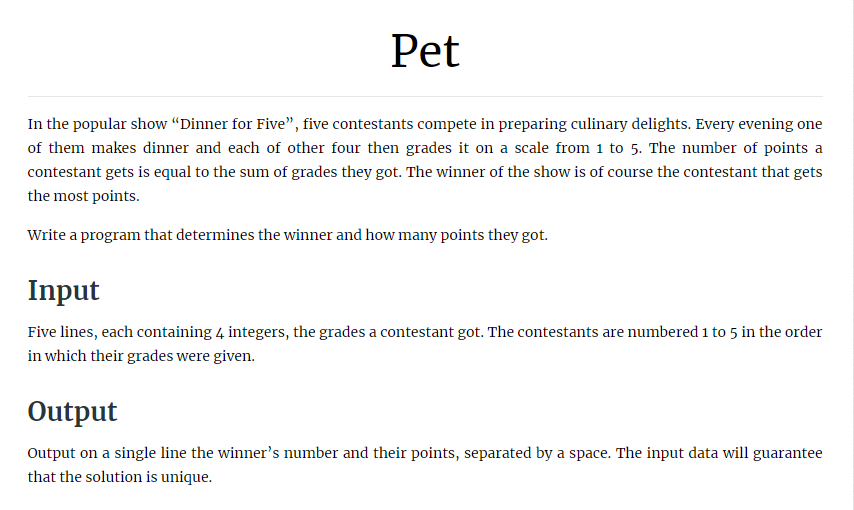 Pet
In the popular show “Dinner for Five”, five contestants compete in preparing culinary delights. Every evening one
of them makes dinner and each of other four then grades it on a scale from 1 to 5. The number of points a
contestant gets is equal to the sum of grades they got. The winner of the show is of course the contestant that gets
the most points.
Write a program that determines the winner and how many points they got.
Input
Five lines, each containing 4 integers, the grades a contestant got. The contestants are numbered 1 to 5 in the order
in which their grades were given.
Output
Output on a single line the winner’s number and their points, separated by a space. The input data will guarantee
that the solution is unique.